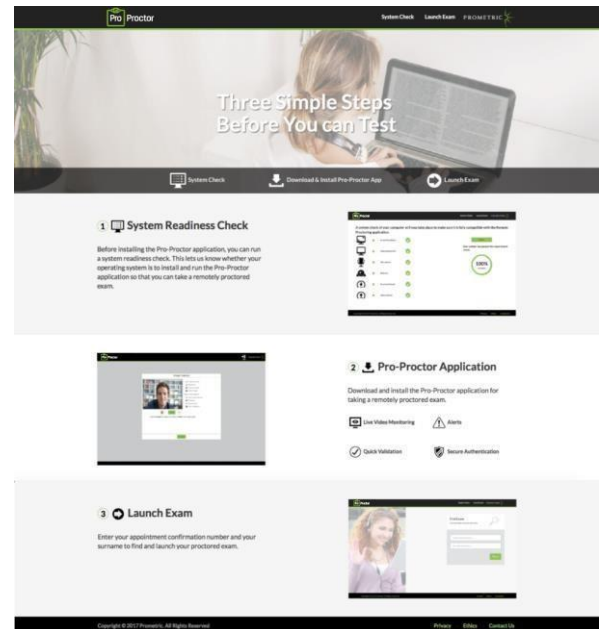 Pro Proctor
System Check Launch Exam PROMETRIC
Three Simple Steps
Before You can Test
System Check Download & Install Pro-Proctor App Launch Exam
1 System Readiness Check
Before installing the Pro-Proctor application, you can run
a system readiness check. This lets us know whether your
operating system is to install and run the Pro-Proctor
application so that you can take a remotely proctored
exam.
100%
2 Pro-Proctor Application
Download and install the Pro-Proctor application for
taking a remotely proctored exam.
Live Video Monitoring Alerts
Quick Validation Secure Authentication
3 Launch Exam
Enter your appointment confirmation number and your
surname to find and launch your proctored exam.
Copyright © 2017 Prometric. All Rights Reserved
Privacy Ethics Contact Us